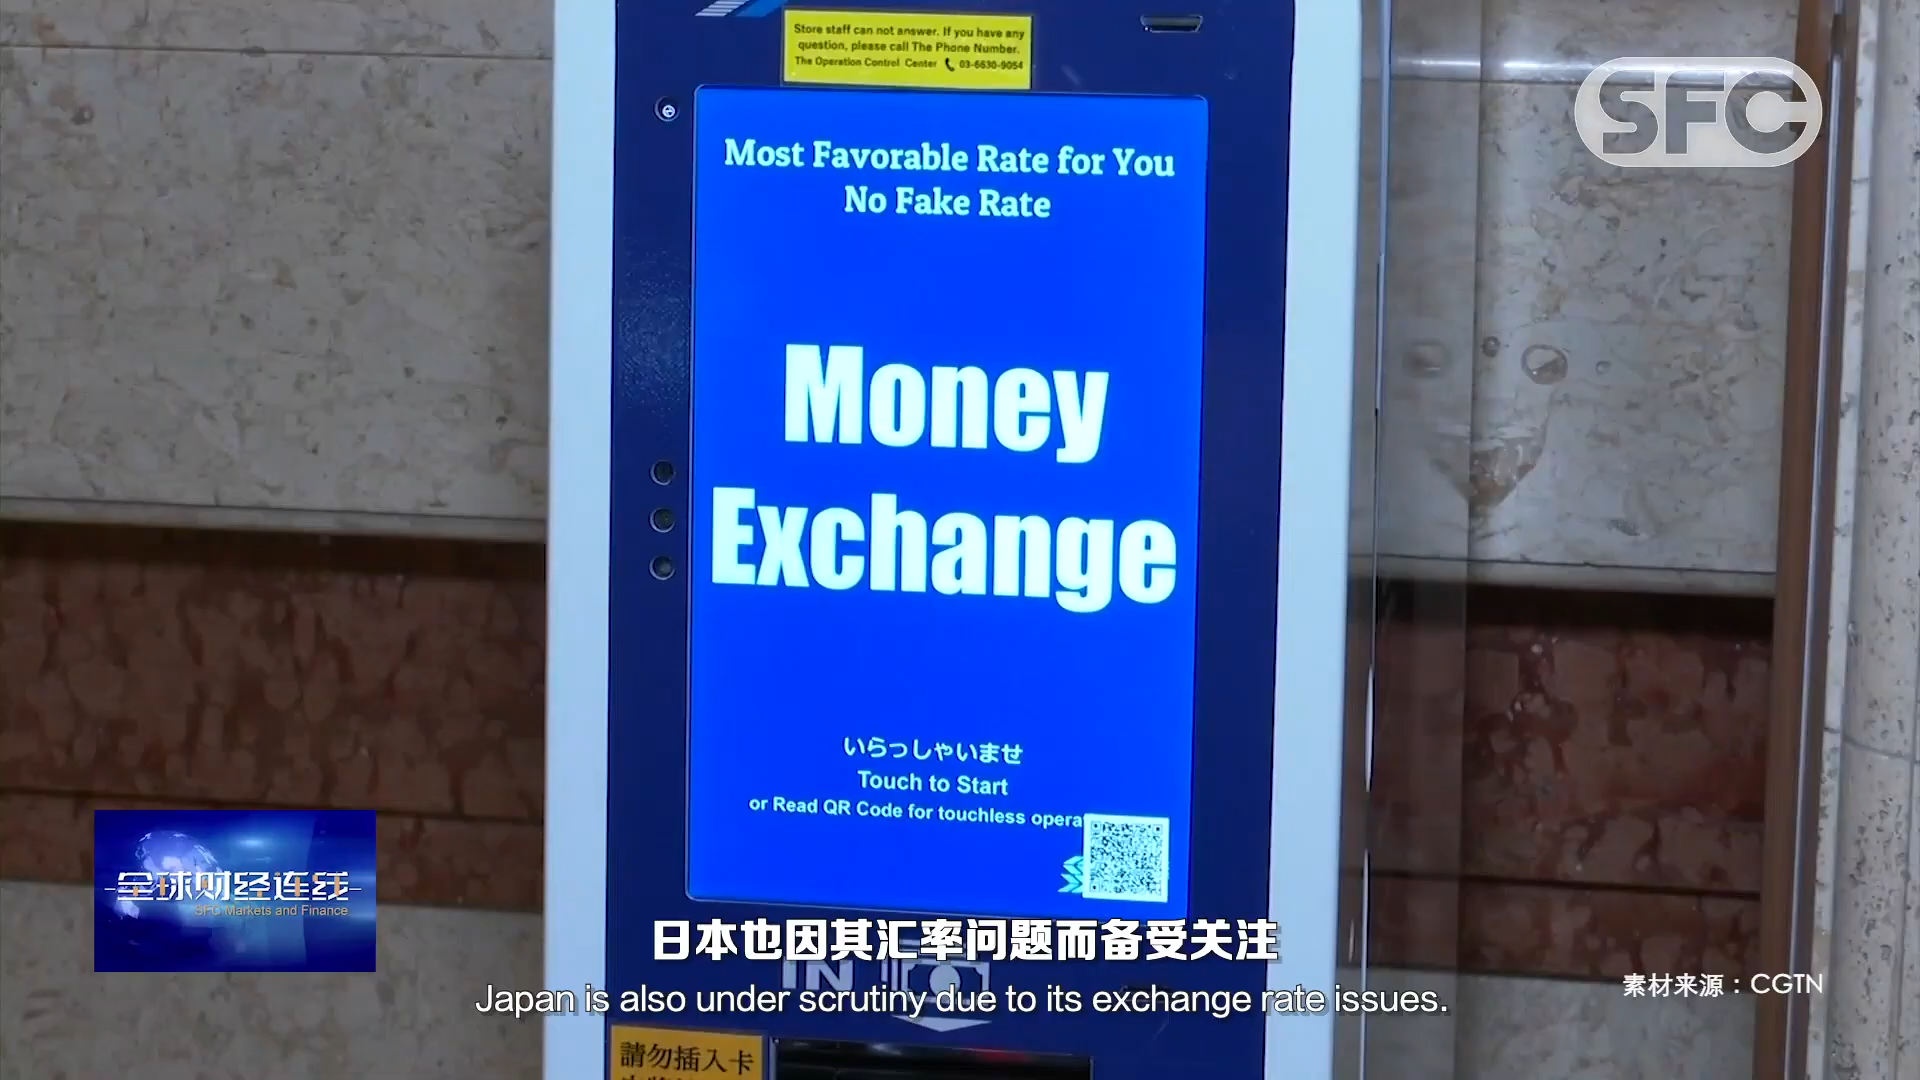 Store staff can not answer. If you have any
question, please call The Phone Number.
The Operation Control Center 03-6630-9054
SFC
Most Favorable Rate for You
No Fake Rate
Money
Exchange
いらっしゃいませ
Touch to Start
or Read QR Code for touchless opera
全球财经连线
SFC Markets and Finance
日本也因其汇率问题而备受关注
IN
Japan is also under scrutiny due to its exchange rate issues.
素材来源：CGTN
請勿插入卡